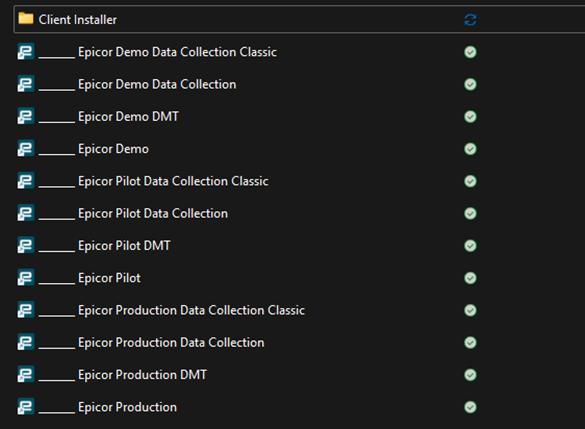 Client Installer
______ Epicor Demo Data Collection Classic
______ Epicor Demo Data Collection
______ Epicor Demo DMT
______ Epicor Demo
______ Epicor Pilot Data Collection Classic
______ Epicor Pilot Data Collection
______ Epicor Pilot DMT
______ Epicor Pilot
______ Epicor Production Data Collection Classic
______ Epicor Production Data Collection
______ Epicor Production DMT
______ Epicor Production